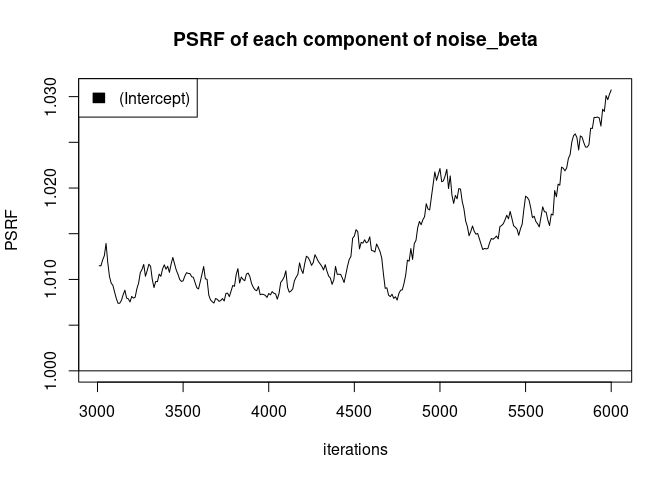 PSRF of each component of noise_beta
(Intercept)
PSRF
1.030
1.020
1.010
1.000
3000 3500 4000 4500 5000 5500 6000
iterations